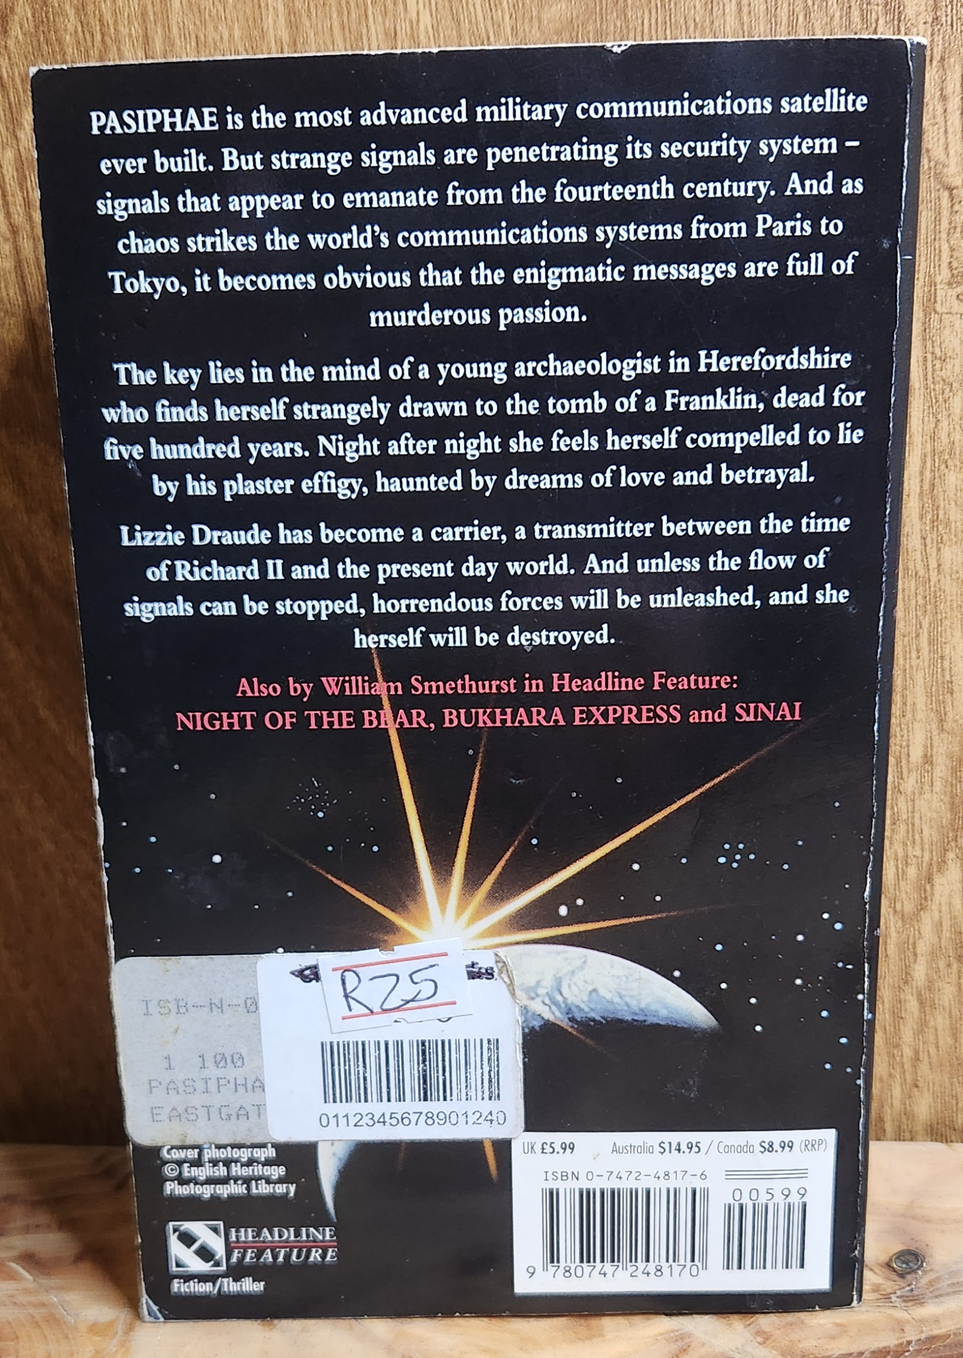 PASIPHAE is the most advanced military communications satellite
ever built. But strange signals are penetrating its security system –
signals that appear to emanate from the fourteenth century. And as
chaos strikes the world's communications systems from Paris to
Tokyo, it becomes obvious that the enigmatic messages are full of
murderous passion.
The key lies in the mind of a young archaeologist in Herefordshire
who finds herself strangely drawn to the tomb of a Franklin, dead for
five hundred years. Night after night she feels herself compelled to lie
by his plaster effigy, haunted by dreams of love and betrayal.
Lizzie Draude has become a carrier, a transmitter between the time
of Richard II and the present day world. And unless the flow of
signals can be stopped, horrendous forces will be unleashed, and she
herself will be destroyed.
Also by William Smethurst in Headline Feature:
NIGHT OF THE BEAR, BUKHARA EXPRESS and SINAI
R25
ISB-N-0
1 100
PASIPHA
EASTGAT
0112345678901240
Cover photograph
© English Heritage
Photographic Library
HEADLINE
FEATURE
Fiction/Thriller
UK £5.99 Australia $14.95 / Canada $8.99 (RRP)
ISBN 0-7472-4817-6
00599
9 780747 248170